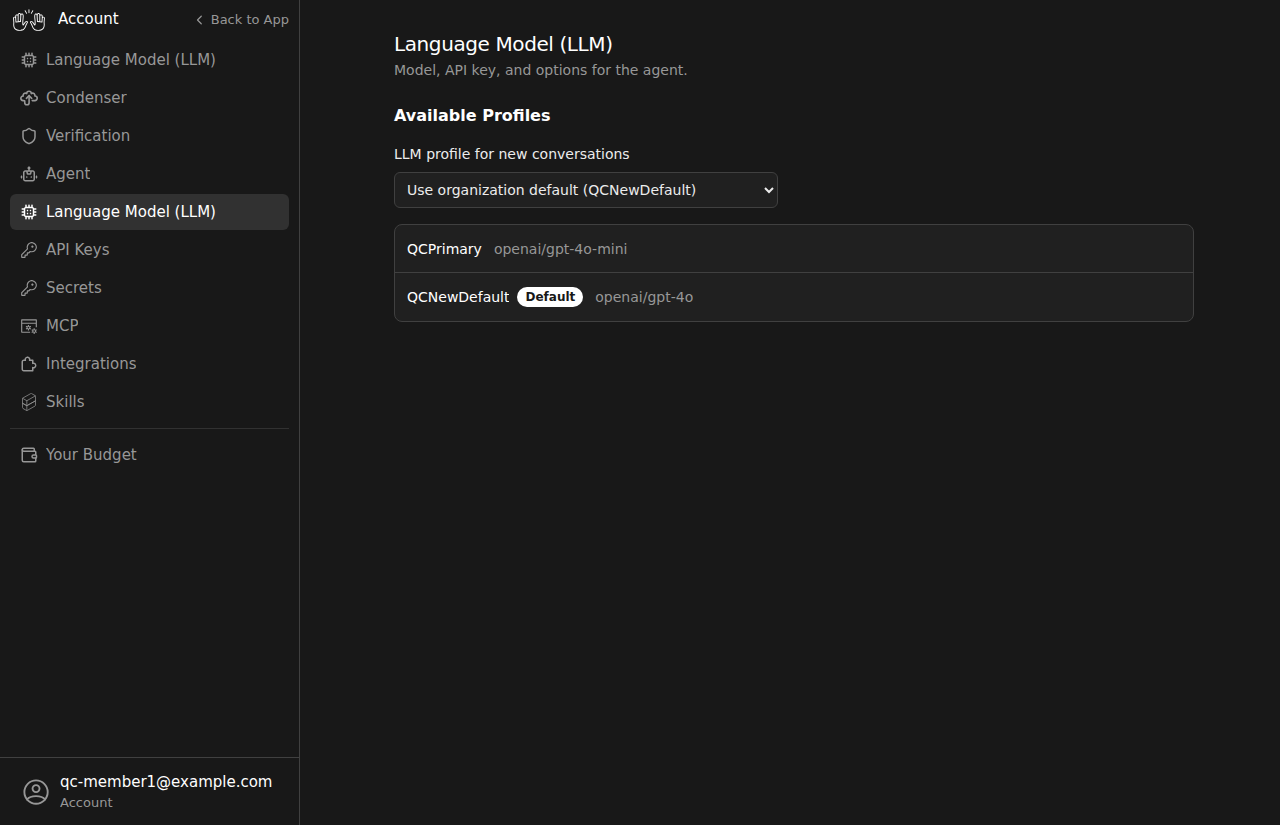 Account
Back to App
Language Model (LLM)
Condenser
Verification
Agent
Language Model (LLM)
API Keys
Secrets
MCP
Integrations
Skills
Your Budget
qc-member1@example.com
Account
Language Model (LLM)
Model, API key, and options for the agent.
Available Profiles
LLM profile for new conversations
Use organization default (QCNewDefault)
QCPrimary openai/gpt-4o-mini
QCNewDefault Default openai/gpt-4o